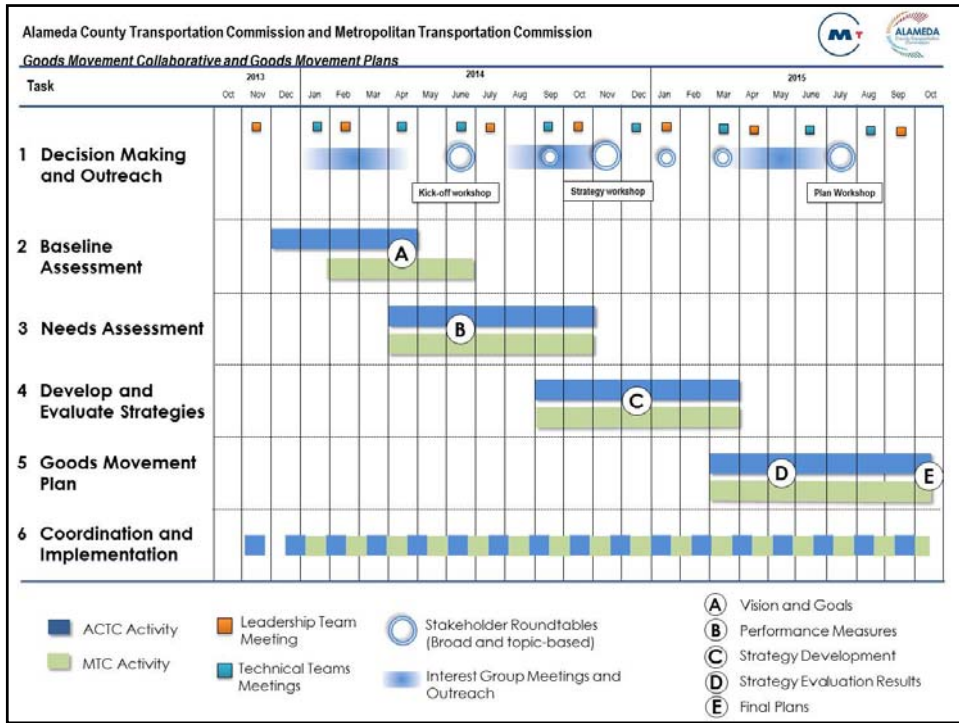 Alameda County Transportation Commission and Metropolitan Transportation Commission
Goods Movement Collaborative and Goods Movement Plans
M T
ALAMEDA
County Transportation
Commission
Task
2013
2014
2015
Oct Nov Dec Jan Feb Mar Apr May June July Aug Sep Oct Nov Dec Jan Feb Mar Apr May June July Aug Sep Oct
1 Decision Making
and Outreach
Kick-off workshop
Strategy workshop
Plan Workshop
2 Baseline
Assessment
A
3 Needs Assessment
B
4 Develop and
Evaluate Strategies
C
5 Goods Movement
Plan
D
E
6 Coordination and
Implementation
ACTC Activity
MTC Activity
Leadership Team
Meeting
Technical Teams
Meetings
Stakeholder Roundtables
(Broad and topic-based)
Interest Group Meetings and
Outreach
A Vision and Goals
B Performance Measures
C Strategy Development
D Strategy Evaluation Results
E Final Plans